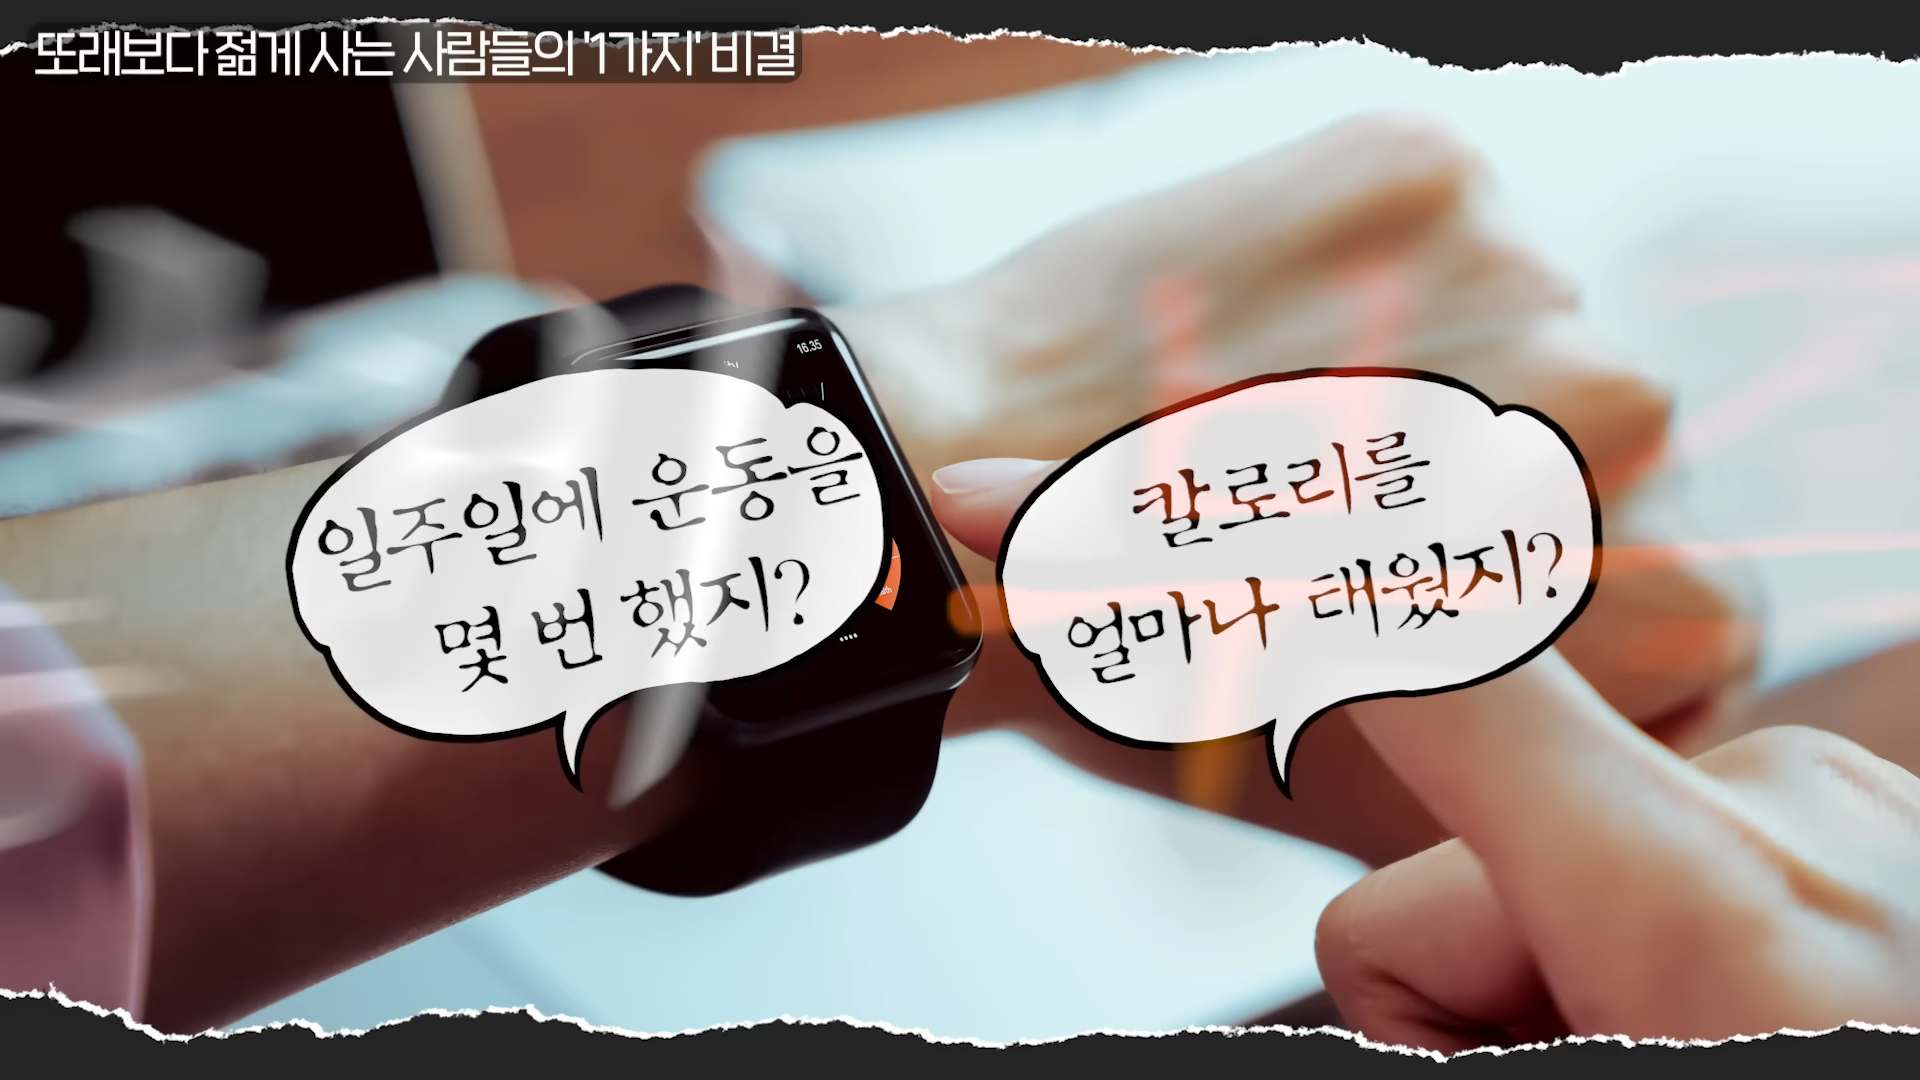 또래보다 젊게 사는 사람들의 '1가지' 비결
16.35
일주일에 운동을
몇 번 했지?
칼로리를
얼마나 태웠지?